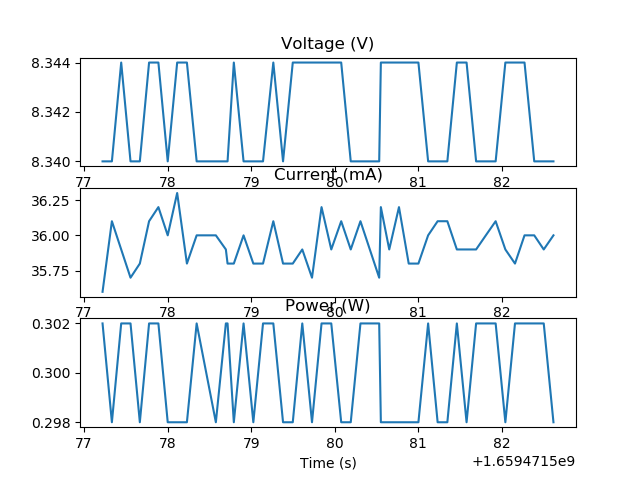 Voltage (V)
8.344
8.342
8.340
77 78 79 80 81 82
Current (mA)
36.25
36.00
35.75
77 78 79 80 81 82
Power (W)
0.302
0.300
0.298
77 78 79 80 81 82
Time (s)
+1.6594715e9